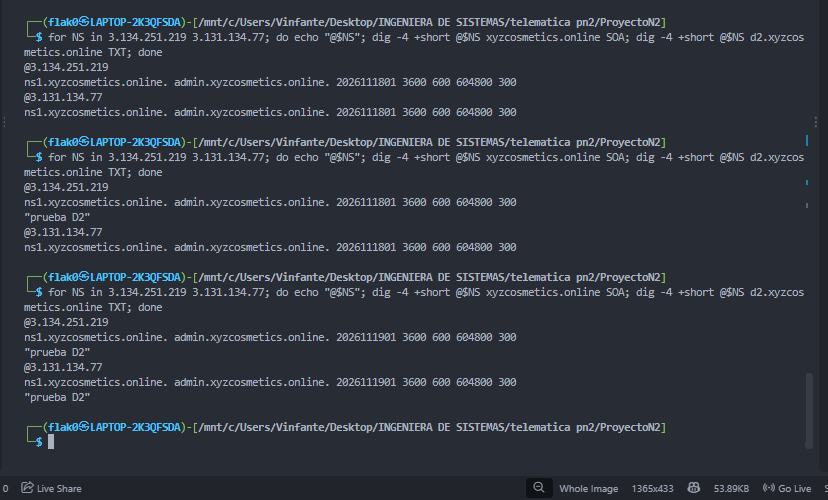 ┌──(flak0㉿LAPTOP-2K3QFSDA)-[/mnt/c/Users/Vinfante/Desktop/INGENIERA DE SISTEMAS/telematica pn2/ProyectoN2]
└─$ for NS in 3.134.251.219 3.131.134.77; do echo "@$NS"; dig -4 +short @$NS xyzcosmetics.online SOA; dig -4 +short @$NS d2.xyzcos
metics.online TXT; done
@3.134.251.219
ns1.xyzcosmetics.online. admin.xyzcosmetics.online. 2026111801 3600 600 604800 300
@3.131.134.77
ns1.xyzcosmetics.online. admin.xyzcosmetics.online. 2026111801 3600 600 604800 300
┌──(flak0㉿LAPTOP-2K3QFSDA)-[/mnt/c/Users/Vinfante/Desktop/INGENIERA DE SISTEMAS/telematica pn2/ProyectoN2]
└─$ for NS in 3.134.251.219 3.131.134.77; do echo "@$NS"; dig -4 +short @$NS xyzcosmetics.online SOA; dig -4 +short @$NS d2.xyzcos
metics.online TXT; done
@3.134.251.219
ns1.xyzcosmetics.online. admin.xyzcosmetics.online. 2026111801 3600 600 604800 300
"prueba D2"
@3.131.134.77
ns1.xyzcosmetics.online. admin.xyzcosmetics.online. 2026111801 3600 600 604800 300
┌──(flak0㉿LAPTOP-2K3QFSDA)-[/mnt/c/Users/Vinfante/Desktop/INGENIERA DE SISTEMAS/telematica pn2/ProyectoN2]
└─$ for NS in 3.134.251.219 3.131.134.77; do echo "@$NS"; dig -4 +short @$NS xyzcosmetics.online SOA; dig -4 +short @$NS d2.xyzcos
metics.online TXT; done
@3.134.251.219
ns1.xyzcosmetics.online. admin.xyzcosmetics.online. 2026111901 3600 600 604800 300
"prueba D2"
@3.131.134.77
ns1.xyzcosmetics.online. admin.xyzcosmetics.online. 2026111901 3600 600 604800 300
"prueba D2"
┌──(flak0㉿LAPTOP-2K3QFSDA)-[/mnt/c/Users/Vinfante/Desktop/INGENIERA DE SISTEMAS/telematica pn2/ProyectoN2]
└─$
0 Live Share Whole Image 1365x433 53.89KB Go Live